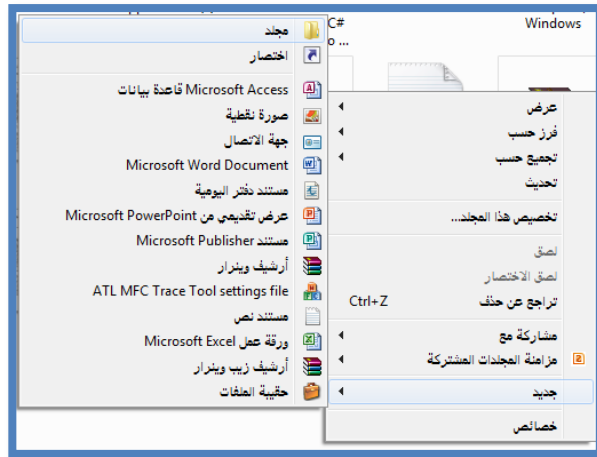 C#
o ...
Windows
عرض
فرز حسب
تجميع حسب
تحديث
تخصيص هذا المجلد...
لصق
لصق الاختصار
تراجع عن حذف Ctrl+Z
مشاركة مع
مزامنة المجلدات المشتركة
جديد
خصائص
مجلد
اختصار
Microsoft Access قاعدة بيانات
صورة نقطية
جهة الاتصال
Microsoft Word Document
مستند دفتر اليومية
عرض تقديمي من Microsoft PowerPoint
مستند Microsoft Publisher
أرشيف وينرار
ATL MFC Trace Tool settings file
مستند نص
ورقة عمل Microsoft Excel
أرشيف زيب وينرار
حقيبة الملفات